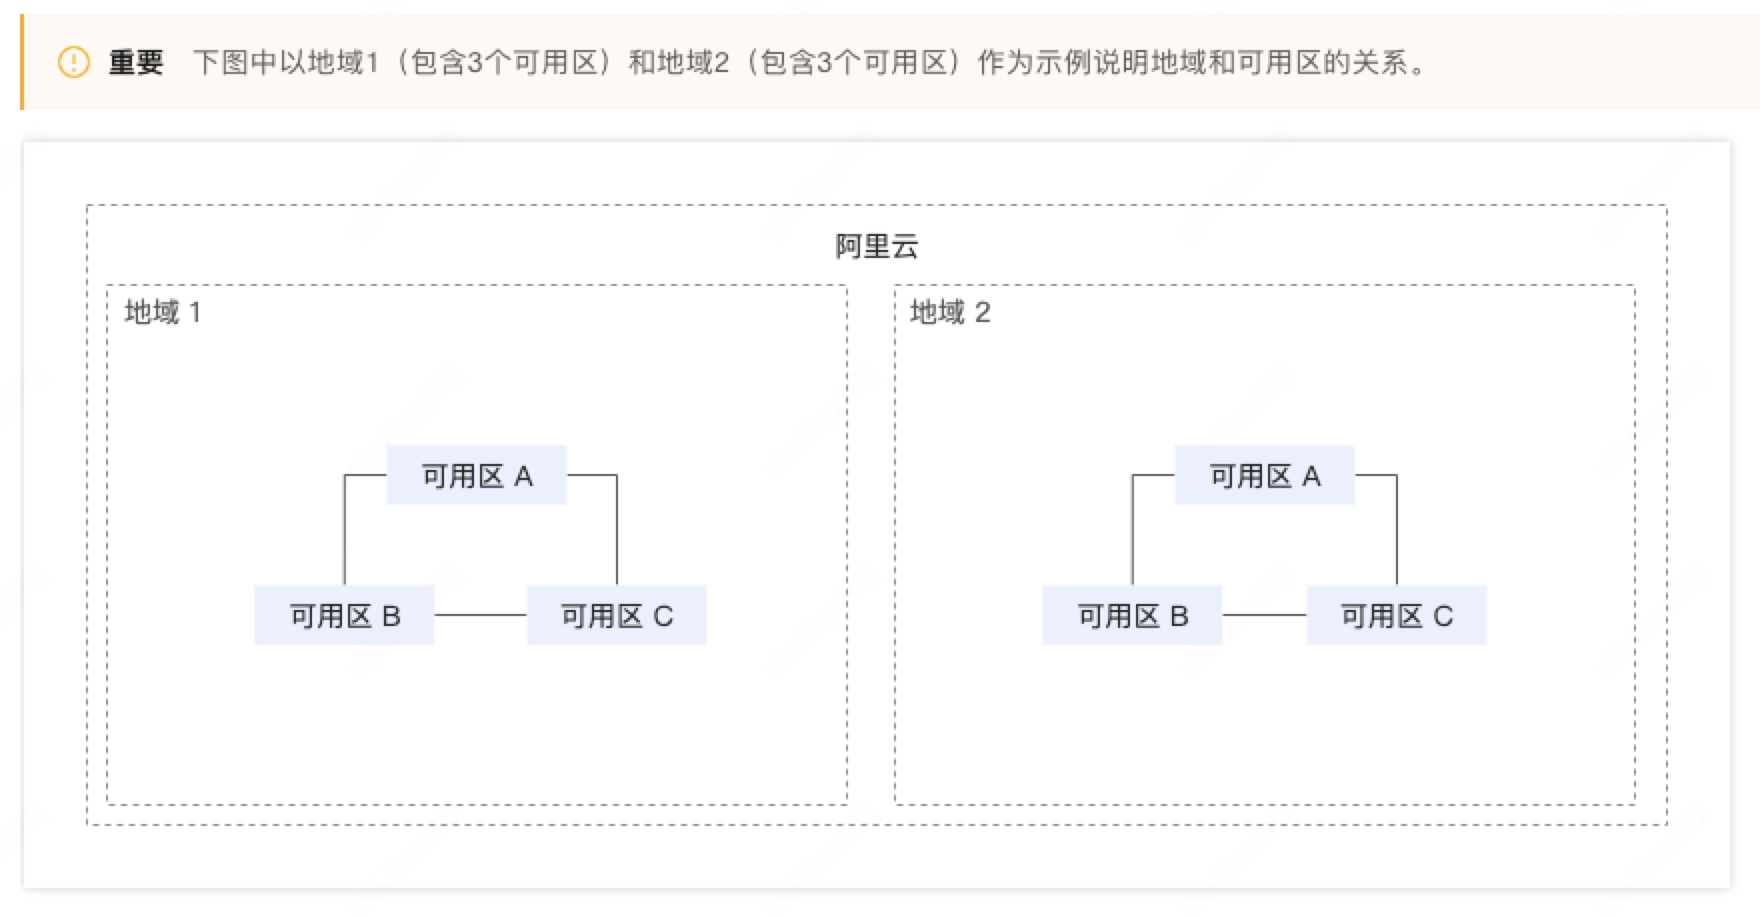 重要 下图中以地域1（包含3个可用区）和地域2（包含3个可用区）作为示例说明地域和可用区的关系。
阿里云
地域 1
地域 2
可用区 A
可用区 A
可用区 B
可用区 C
可用区 B
可用区 C